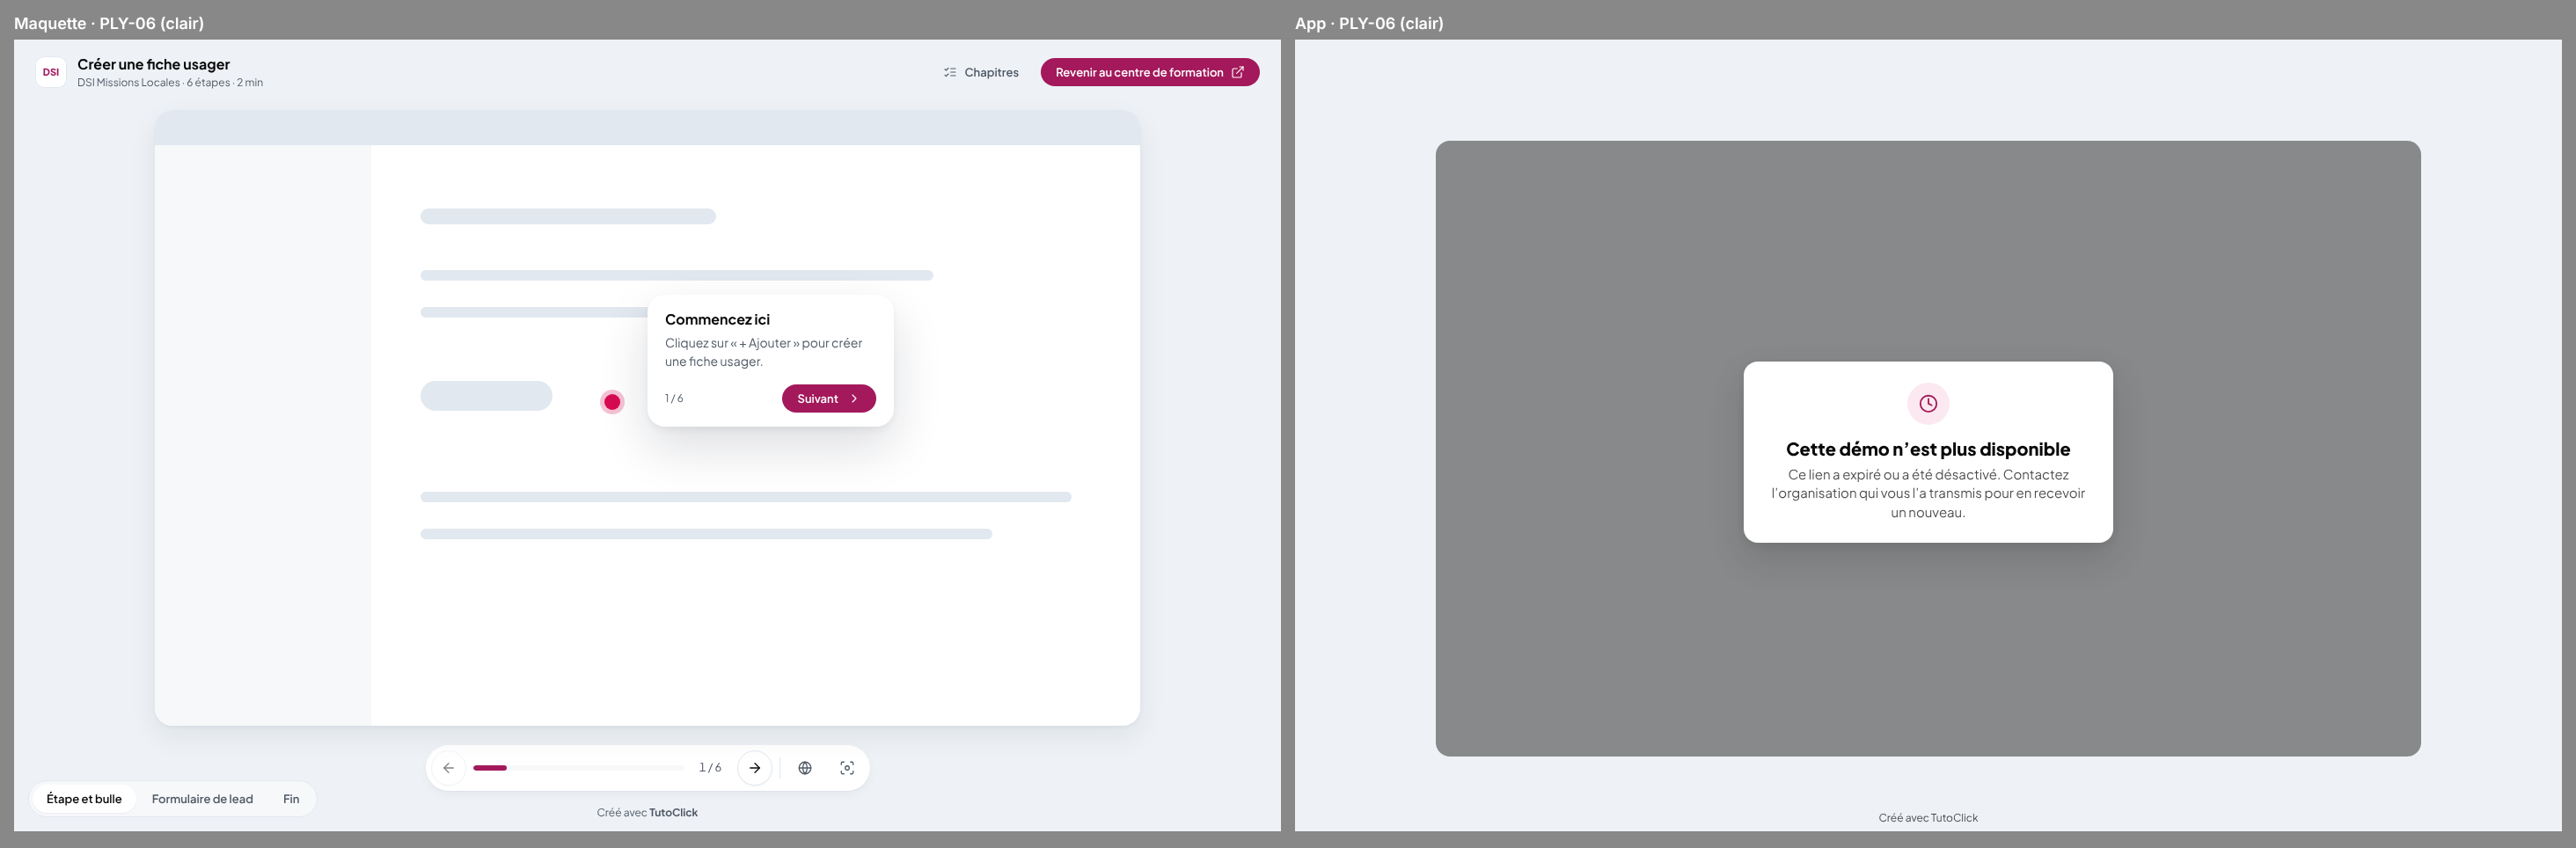 Maquette · PLY-06 (clair)
DSI
Créer une fiche usager
DSI Missions Locales · 6 étapes · 2 min
Chapitres
Revenir au centre de formation
Commencez ici
Cliquez sur « + Ajouter » pour créer
une fiche usager.
1 / 6
Suivant
1 / 6
Étape et bulle
Formulaire de lead
Fin
Créé avec TutoClick
App · PLY-06 (clair)
Cette démo n’est plus disponible
Ce lien a expiré ou a été désactivé. Contactez
l’organisation qui vous l’a transmis pour en recevoir
un nouveau.
Créé avec TutoClick